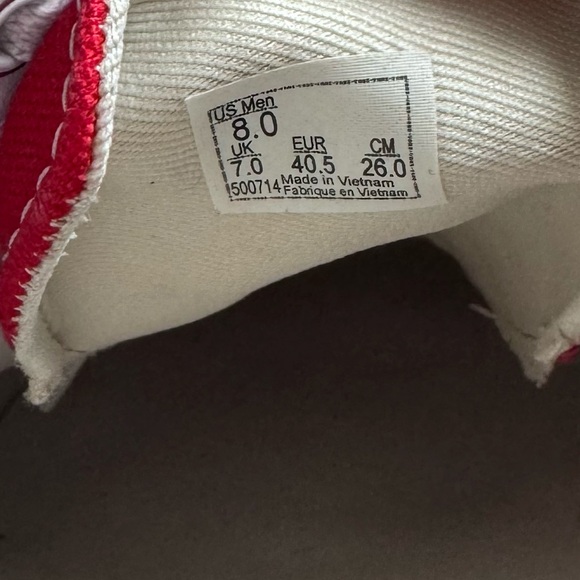 US Men
8.0
UK EUR CM
7.0 40.5 26.0
500714 Made in Vietnam
Fabrique en Vietnam